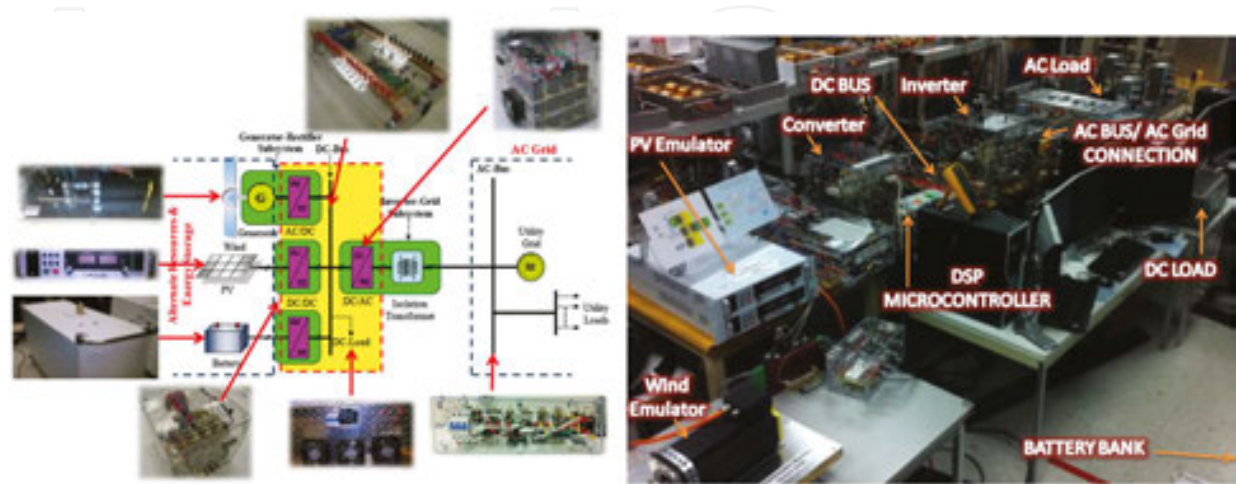 Generator-Rectifier
Subsystem
DC-Bus
AC Grid
AC-Bus
G
AC/DC
Generator
Wind
Alternate Resources &
Energy Storage
PV
DC/DC
DC/AC
Inverter-Grid
Subsystem
Isolation
Transformer
Utility
Grid
Utility
Loads
DC-Load
Battery
DC BUS
Inverter
AC Load
Converter
PV Emulator
AC BUS/ AC Grid
CONNECTION
DSP
MICROCONTROLLER
DC LOAD
Wind
Emulator
BATTERY BANK